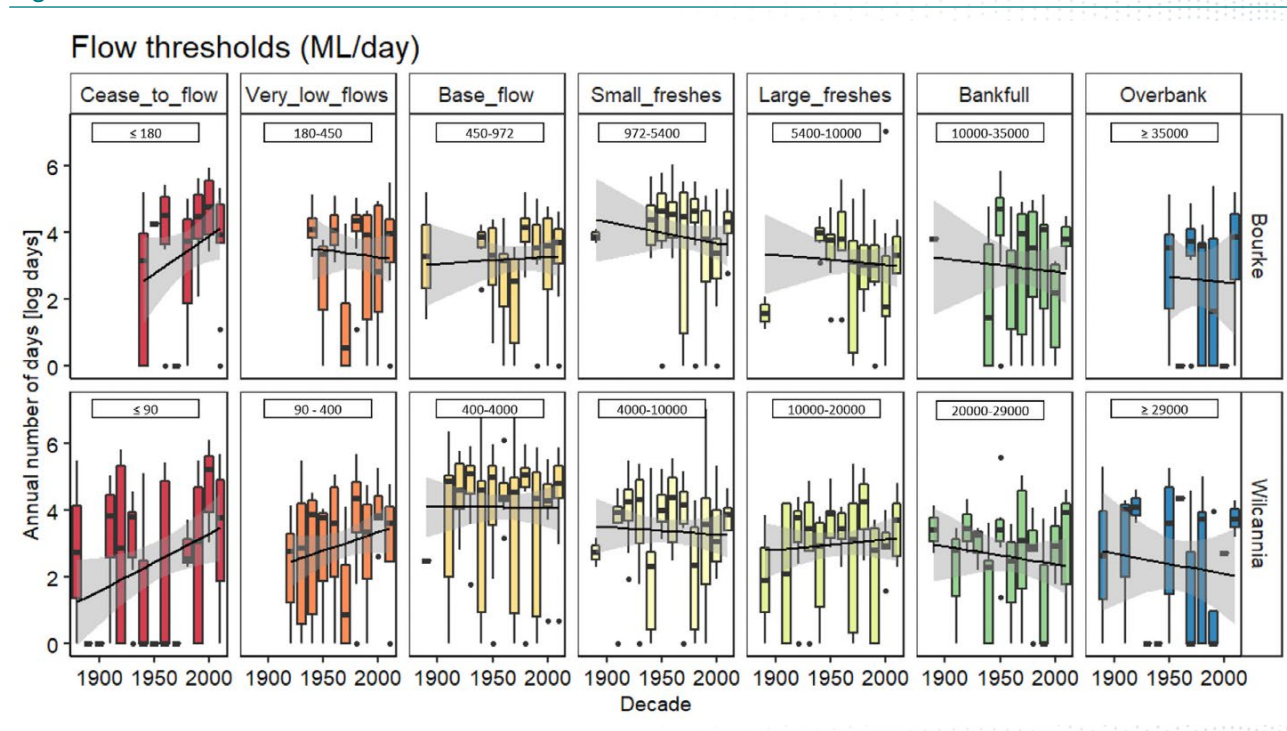 Flow thresholds (ML/day)
Cease_to_flow Very_low_flows Base_flow Small_freshes Large_freshes Bankfull Overbank
≤ 180 180-450 450-972 972-5400 5400-10000 10000-35000 ≥ 35000
6
4
2
0
Bourke
Annual number of days [log days]
≤ 90 90 - 400 400-4000 4000-10000 10000-20000 20000-29000 ≥ 29000
6
4
2
0
Wilcannia
1900 1950 2000 1900 1950 2000 1900 1950 2000 1900 1950 2000 1900 1950 2000 1900 1950 2000 1900 1950 2000
Decade